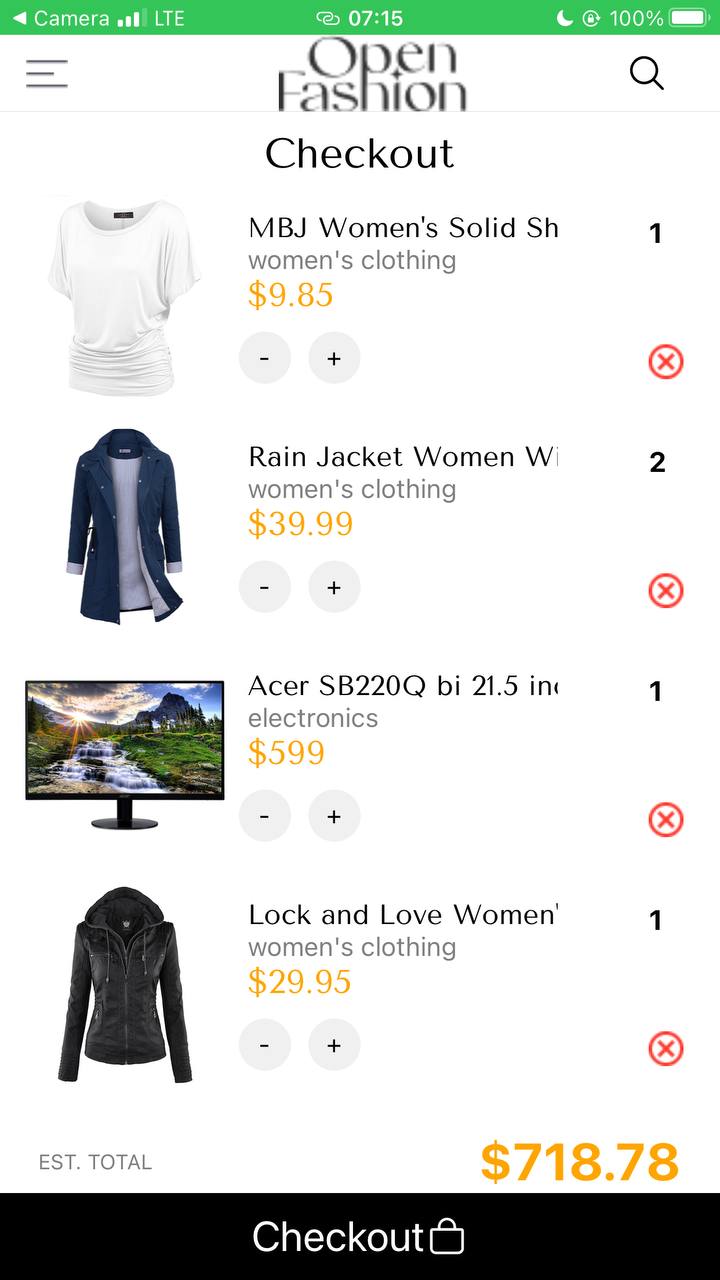 Camera LTE 07:15 100%
Open
Fashion
Checkout
MBJ Women's Solid Sh
1
women's clothing
$9.85
- +
Rain Jacket Women Wi
2
women's clothing
$39.99
- +
Acer SB220Q bi 21.5 inc
1
electronics
$599
- +
Lock and Love Women'
1
women's clothing
$29.95
- +
EST. TOTAL $718.78
Checkout